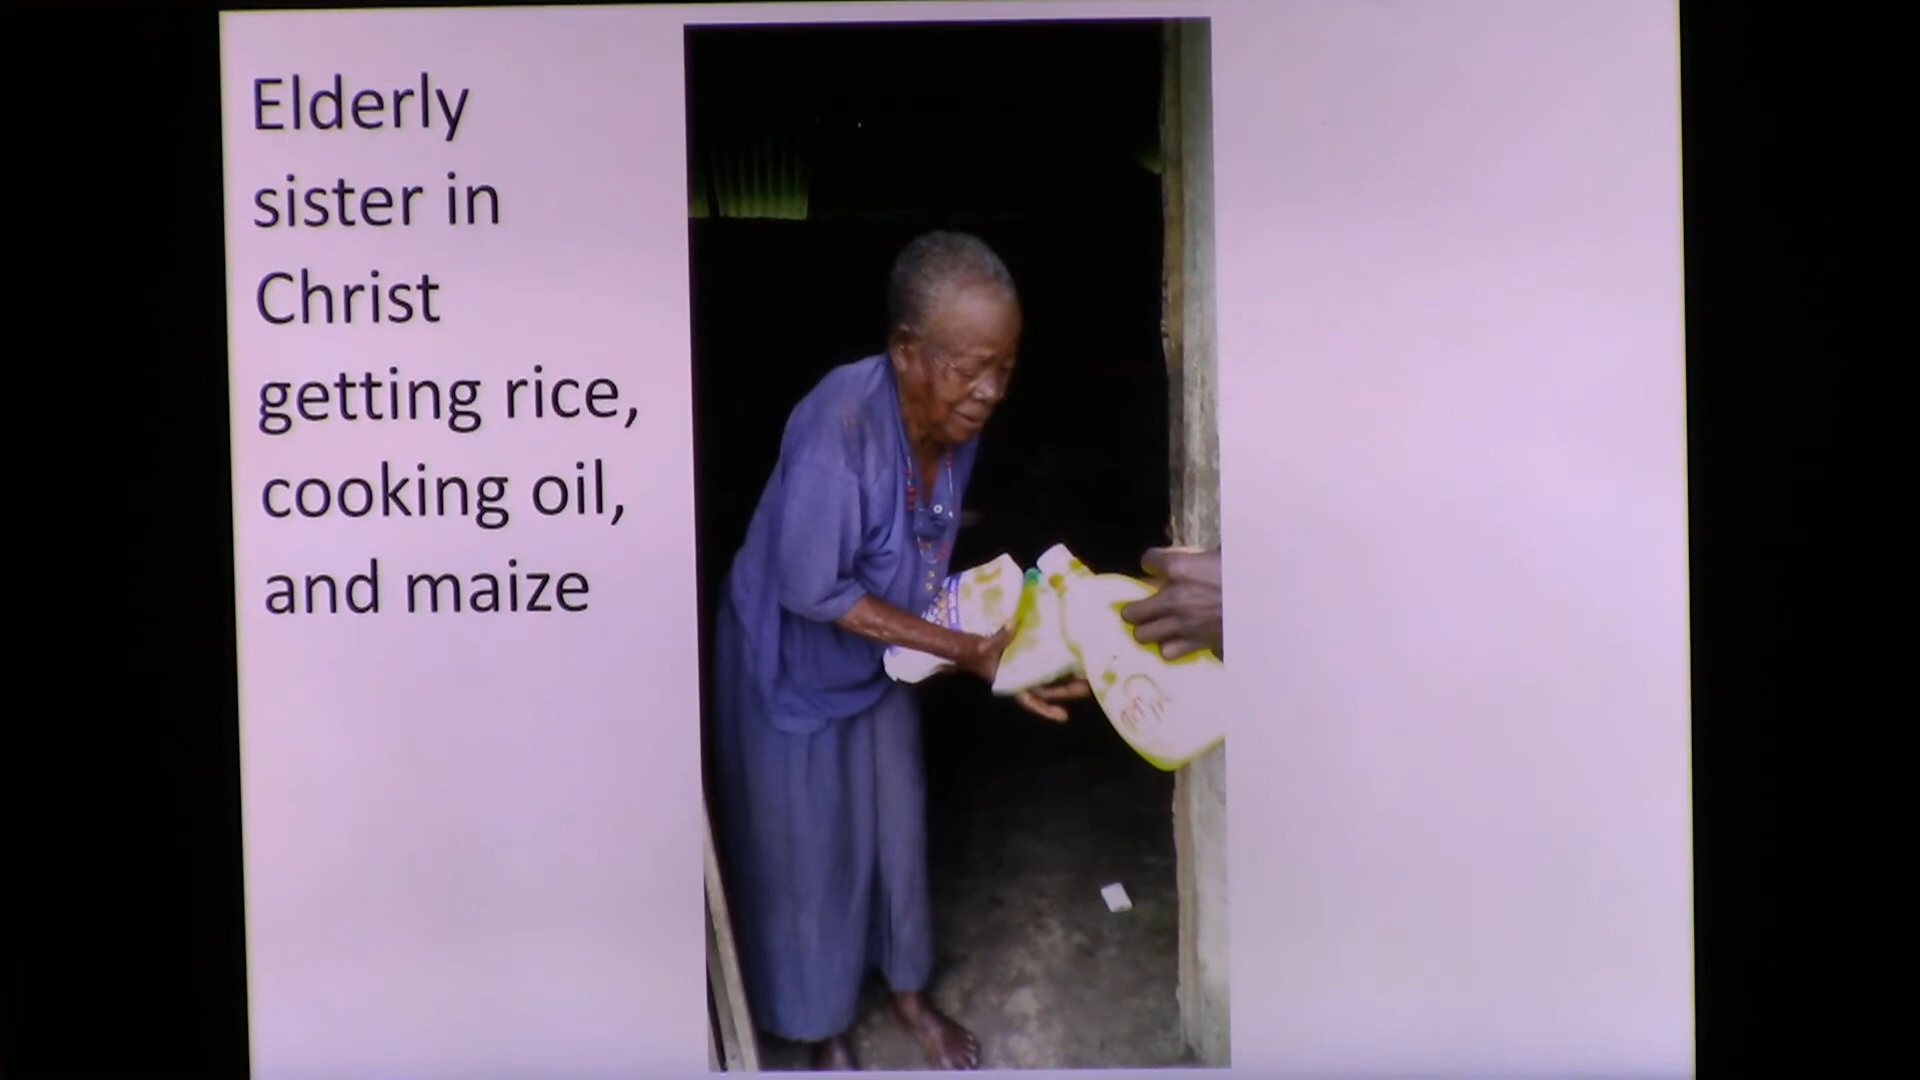 Elderly
sister in
Christ
getting rice,
cooking oil,
and maize